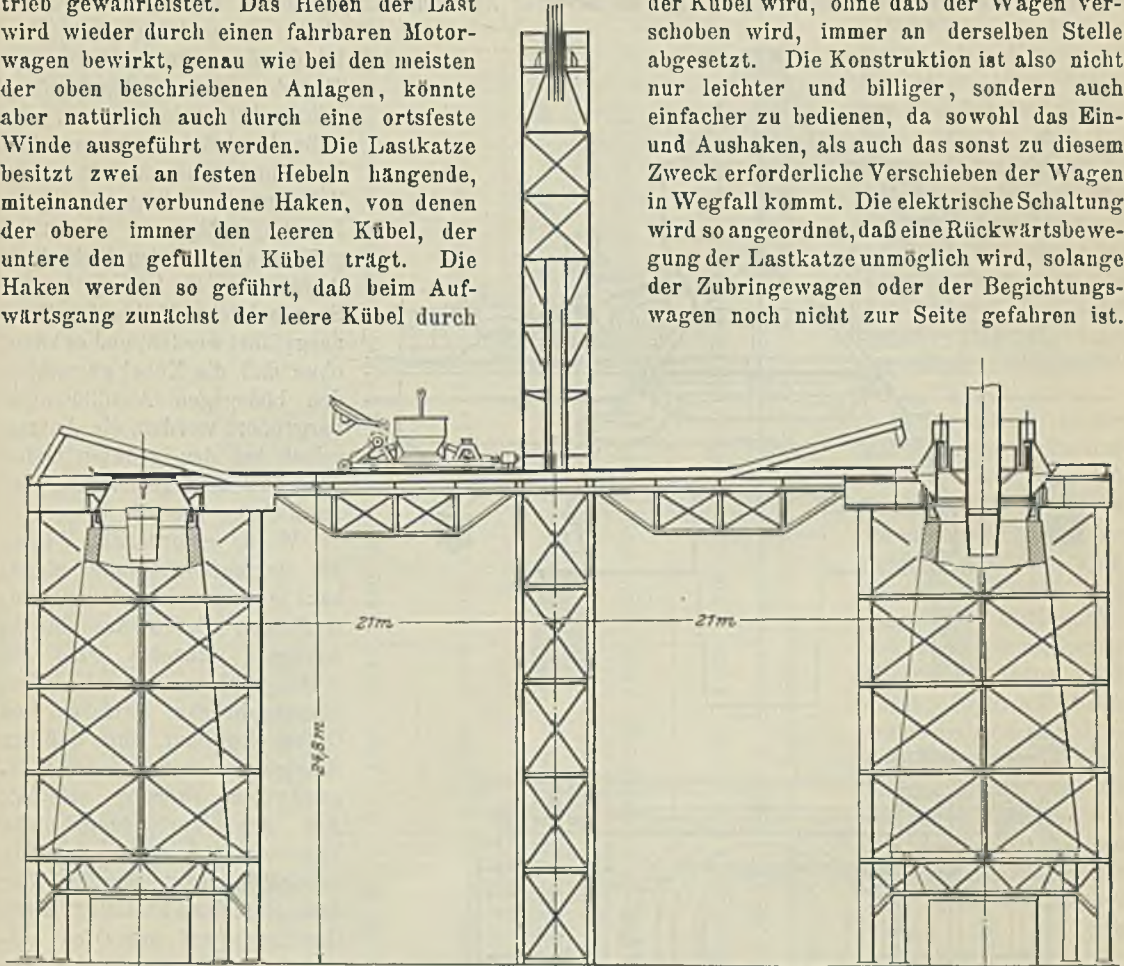 trieb gewährleistet. Das Heben der Last
wird wieder durch einen fahrbaren Motor-
wagen bewirkt, genau wie bei den meisten
der oben beschriebenen Anlagen, könnte
aber natürlich auch durch eine ortsfeste
Winde ausgeführt werden. Die Lastkatze
besitzt zwei an festen Hebeln hängende,
miteinander verbundene Haken, von denen
der obere immer den leeren Kübel, der
untere den gefüllten Kübel trägt. Die
Haken werden so geführt, daß beim Auf-
wärtsgang zunächst der leere Kübel durch
der Kübel wird, ohne daß der Wagen ver-
schoben wird, immer an derselben Stelle
abgesetzt. Die Konstruktion ist also nicht
nur leichter und billiger, sondern auch
einfacher zu bedienen, da sowohl das Ein-
und Aushaken, als auch das sonst zu diesem
Zweck erforderliche Verschieben der Wagen
in Wegfall kommt. Die elektrische Schaltung
wird so angeordnet, daß eine Rückwärtsbewe-
gung der Lastkatze unmöglich wird, solange
der Zubringewagen oder der Begichtungs-
wagen noch nicht zur Seite gefahren ist.
21m
21m
24,8m